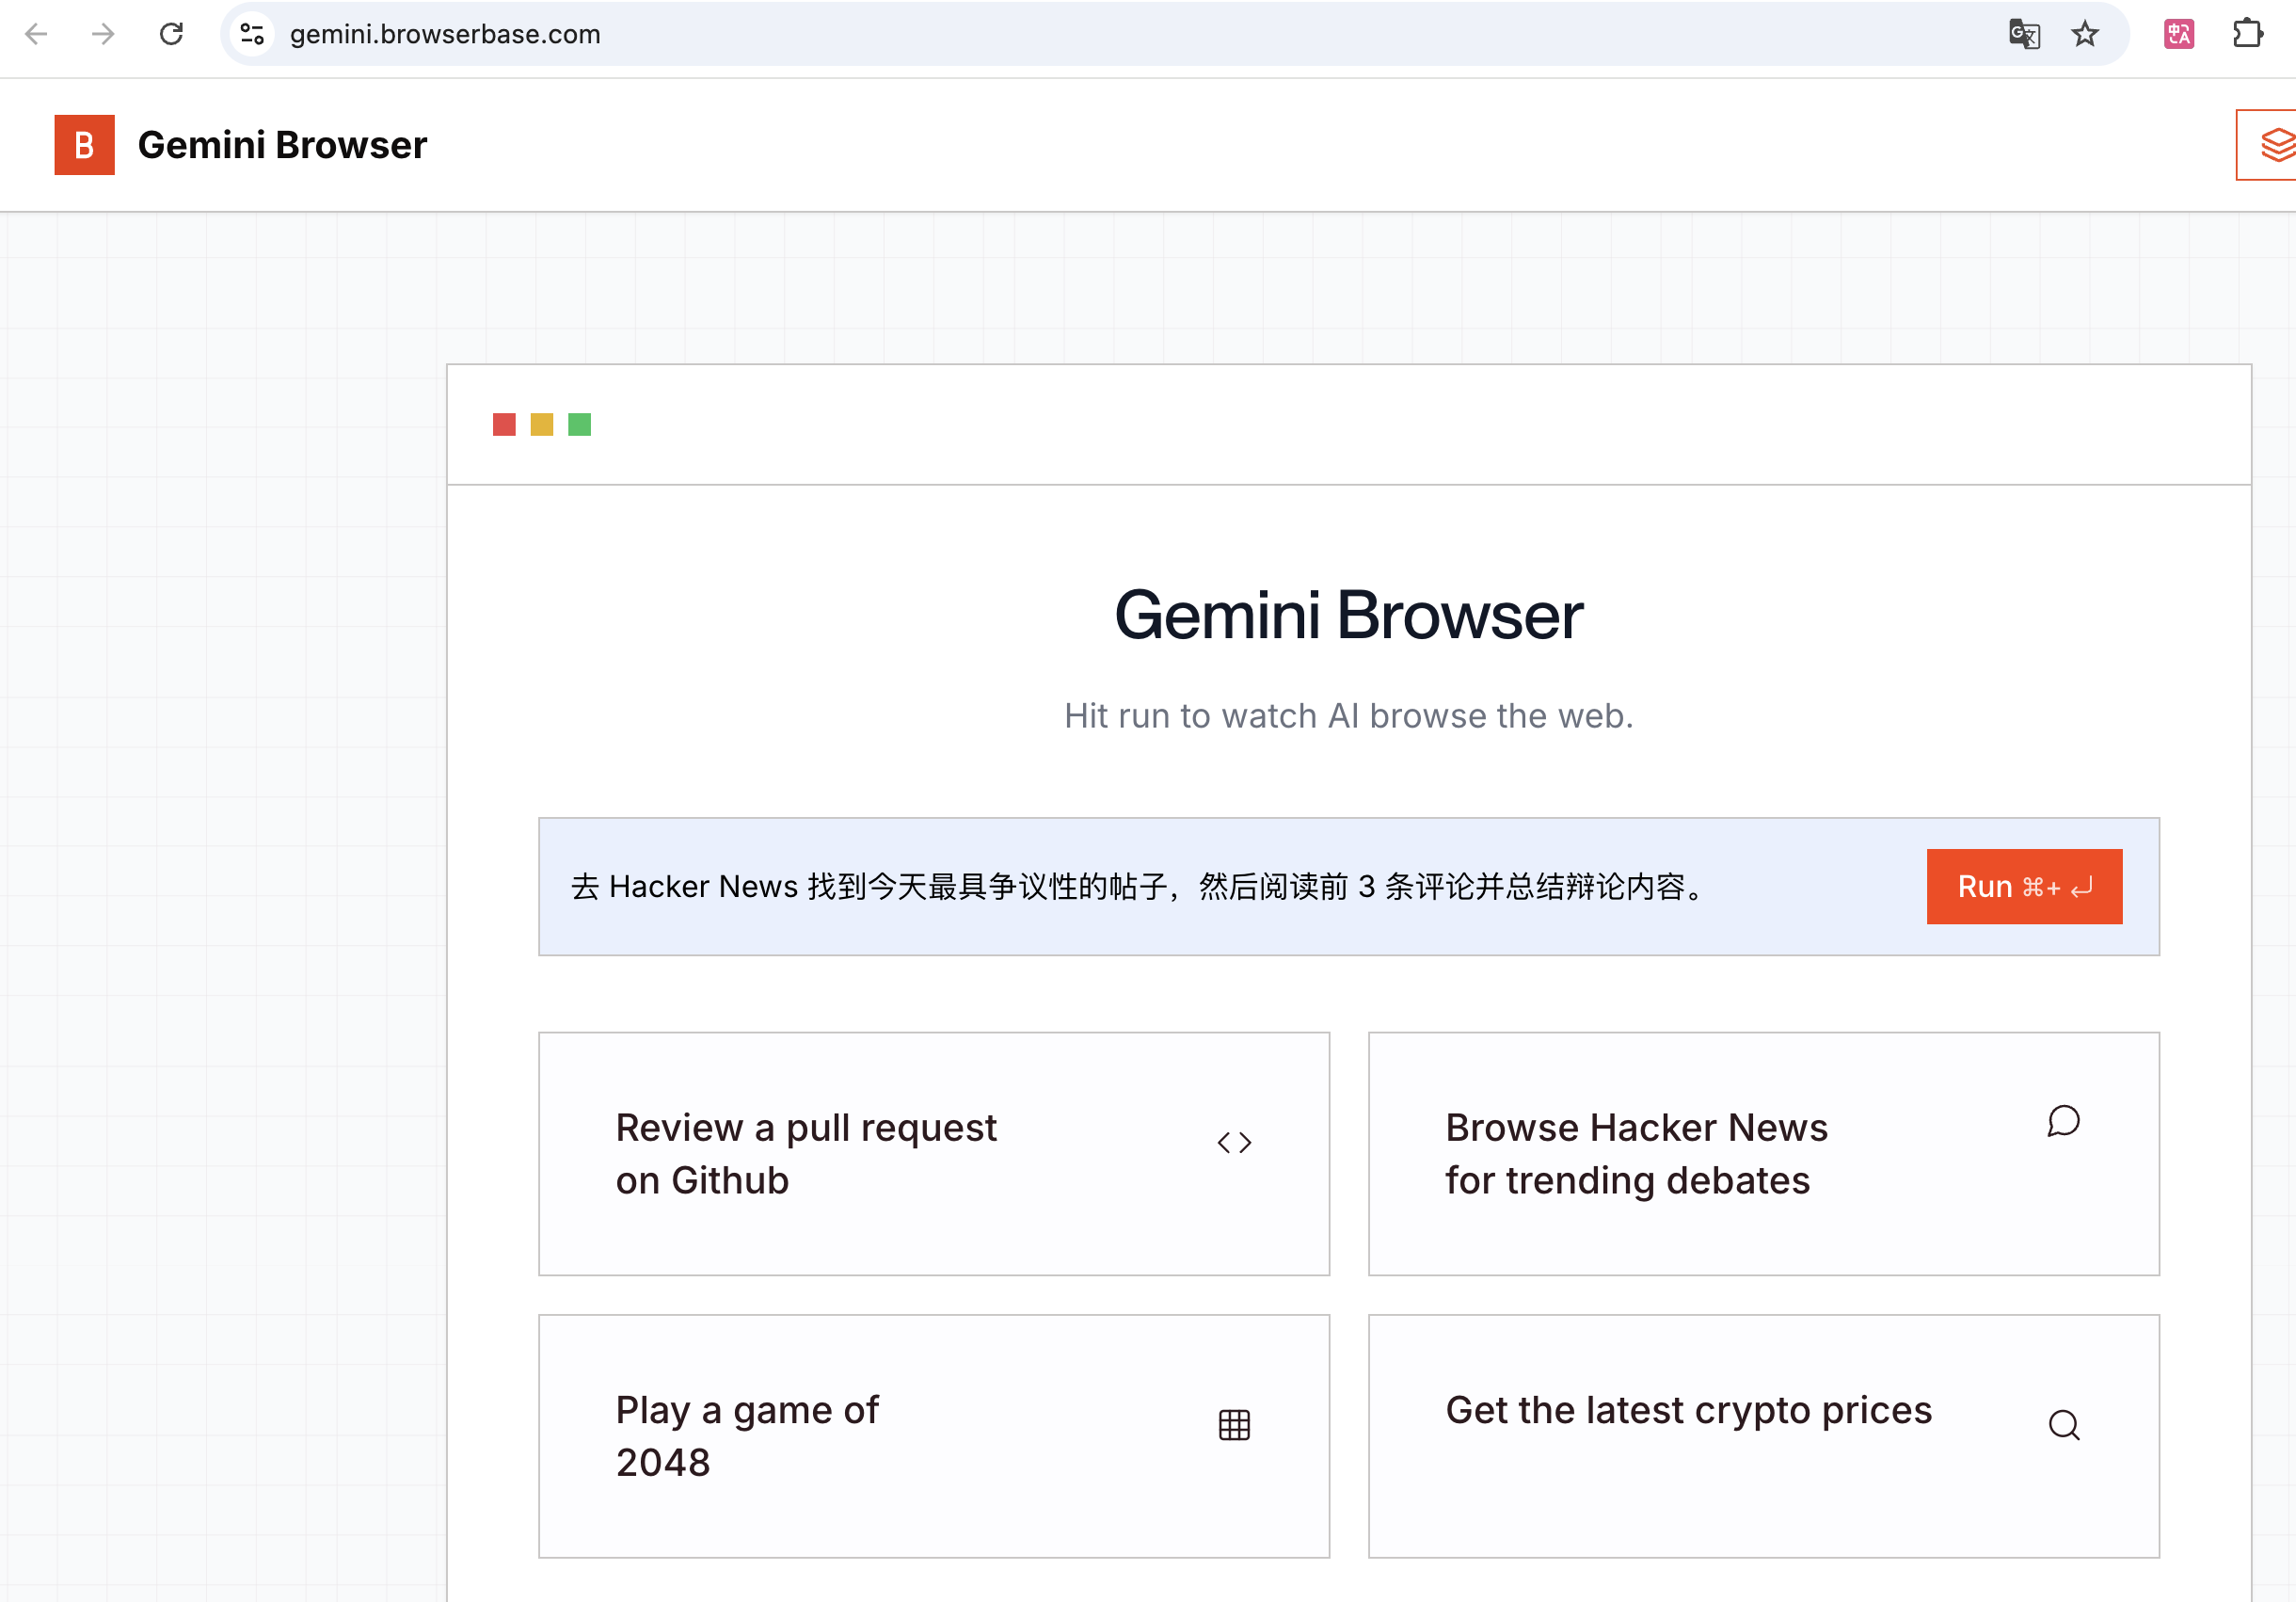 gemini.browserbase.com
B
Gemini Browser
Gemini Browser
Hit run to watch AI browse the web.
去 Hacker News 找到今天最具争议性的帖子，然后阅读前 3 条评论并总结辩论内容。
Run ⌘+ ↵
Review a pull request
on Github
Browse Hacker News
for trending debates
Play a game of
2048
Get the latest crypto prices